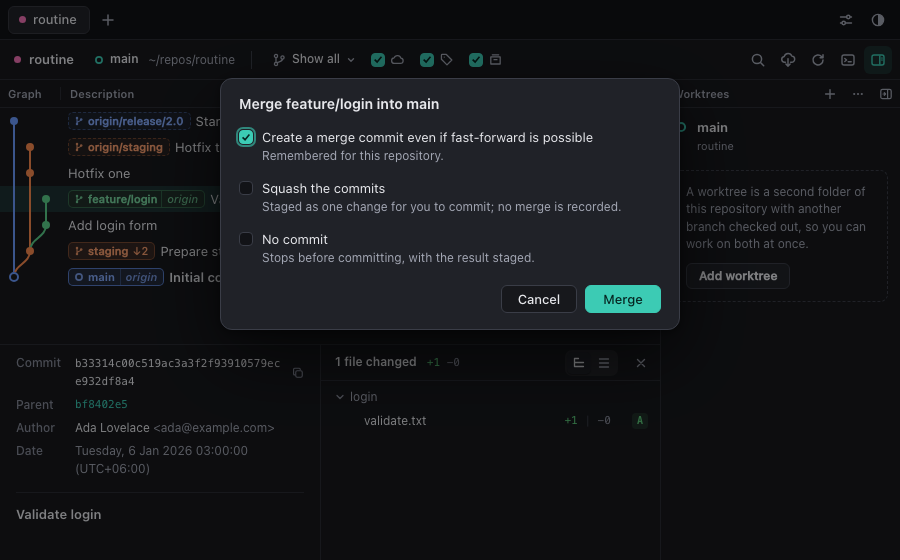 routine
routine
main
~/repos/routine
Show all
Graph
Description
Worktrees
origin/release/2.0
origin/staging
Hotfix one
feature/login
origin
Add login form
staging ↓2
main
origin
Merge feature/login into main
Create a merge commit even if fast-forward is possible
Remembered for this repository.
Squash the commits
Staged as one change for you to commit; no merge is recorded.
No commit
Stops before committing, with the result staged.
Cancel
Merge
main
routine
A worktree is a second folder of
this repository with another
branch checked out, so you can
work on both at once.
Add worktree
Commit
b33314c00c519ac3a3f2f93910579ec
e932df8a4
Parent
bf8402e5
Author
Ada Lovelace <ada@example.com>
Date
Tuesday, 6 Jan 2026 03:00:00
(UTC+06:00)
Validate login
1 file changed +1 −0
login
validate.txt
+1 −0 A